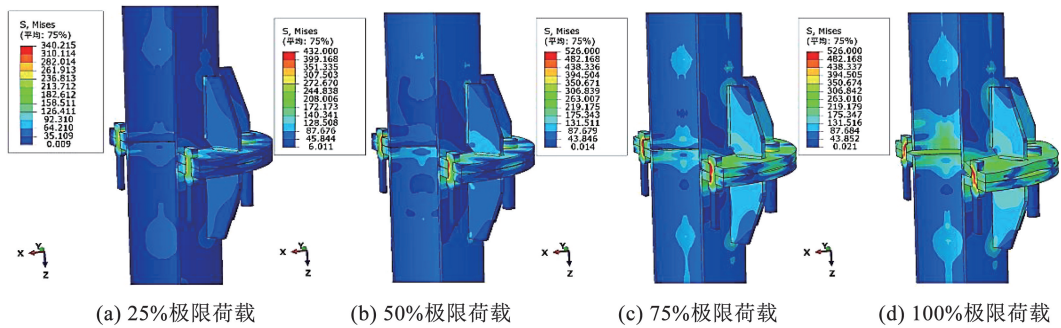 S, Mises
(平均: 75%)
340.215
310.114
282.014
261.913
236.813
213.712
182.612
158.511
126.411
92.310
64.210
35.109
0.009
X
Y
Z
(a) 25%极限荷载
S, Mises
(平均: 75%)
432.000
399.168
351.335
307.503
272.670
244.838
208.006
172.173
140.341
128.508
87.676
45.844
6.011
X
Y
Z
(b) 50%极限荷载
S, Mises
(平均: 75%)
526.000
482.168
438.336
394.504
350.671
306.839
263.007
219.175
175.343
131.511
87.679
43.846
0.014
X
Y
Z
(c) 75%极限荷载
S, Mises
(平均: 75%)
526.000
482.168
438.337
394.505
374.674
306.842
263.010
219.179
175.347
131.516
87.684
43.852
0.021
X
Y
Z
(d) 100%极限荷载